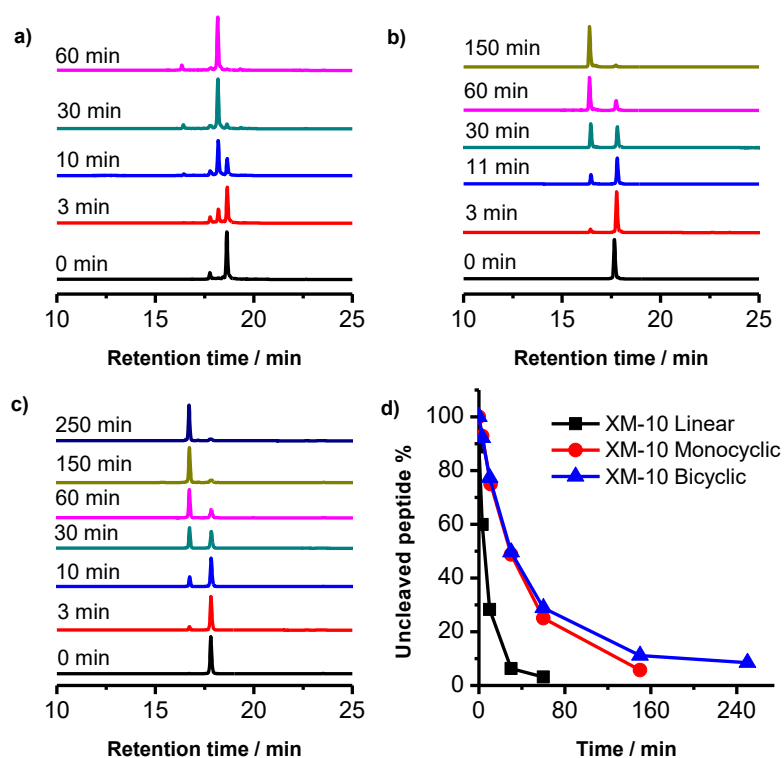 a)
60 min
30 min
10 min
3 min
0 min
10 15 20 25
Retention time / min
b)
150 min
60 min
30 min
11 min
3 min
0 min
10 15 20 25
Retention time / min
c)
250 min
150 min
60 min
30 min
10 min
3 min
0 min
10 15 20 25
Retention time / min
d)
XM-10 Linear
XM-10 Monocyclic
XM-10 Bicyclic
Uncleaved peptide %
100
80
60
40
20
0
0 80 160 240
Time / min